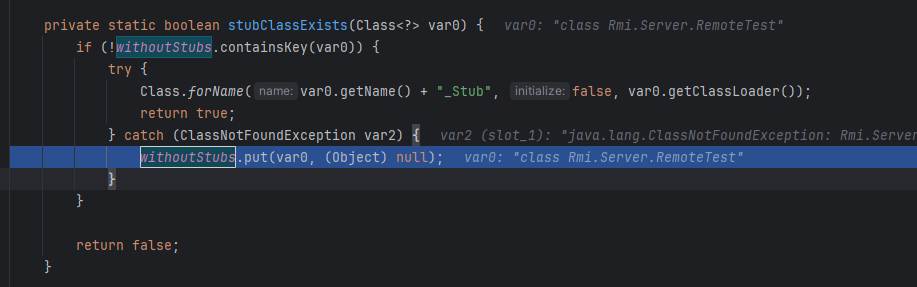 private static boolean stubClassExists(Class<?> var0) { var0: "class Rmi.Server.RemoteTest"
if (!withoutStubs.containsKey(var0)) {
try {
Class.forName( name: var0.getName() + "_Stub", initialize: false, var0.getClassLoader());
return true;
} catch (ClassNotFoundException var2) { var2 (slot_1): "java.lang.ClassNotFoundException: Rmi.Server
withoutStubs.put(var0, (Object) null); var0: "class Rmi.Server.RemoteTest"
}
}
return false;
}